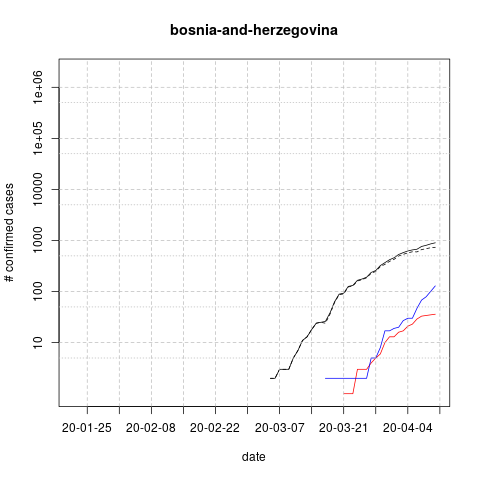 bosnia-and-herzegovina
# confirmed cases
1e+06
1e+05
10000
1000
100
10
20-01-25 20-02-08 20-02-22 20-03-07 20-03-21 20-04-04
date